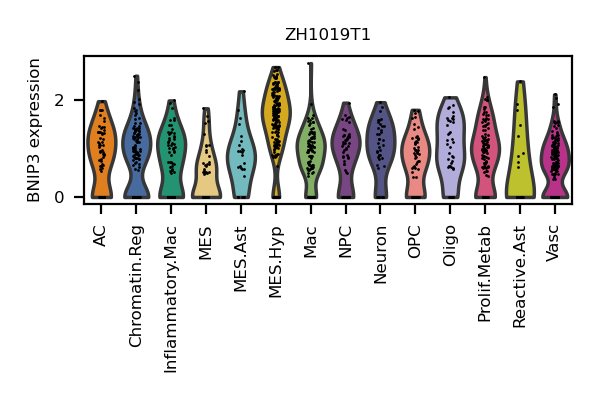 ZH1019T1
BNIP3 expression
2
0
AC
Chromatin.Reg
Inflammatory.Mac
MES
MES.Ast
MES.Hyp
Mac
NPC
Neuron
OPC
Oligo
Prolif.Metab
Reactive.Ast
Vasc